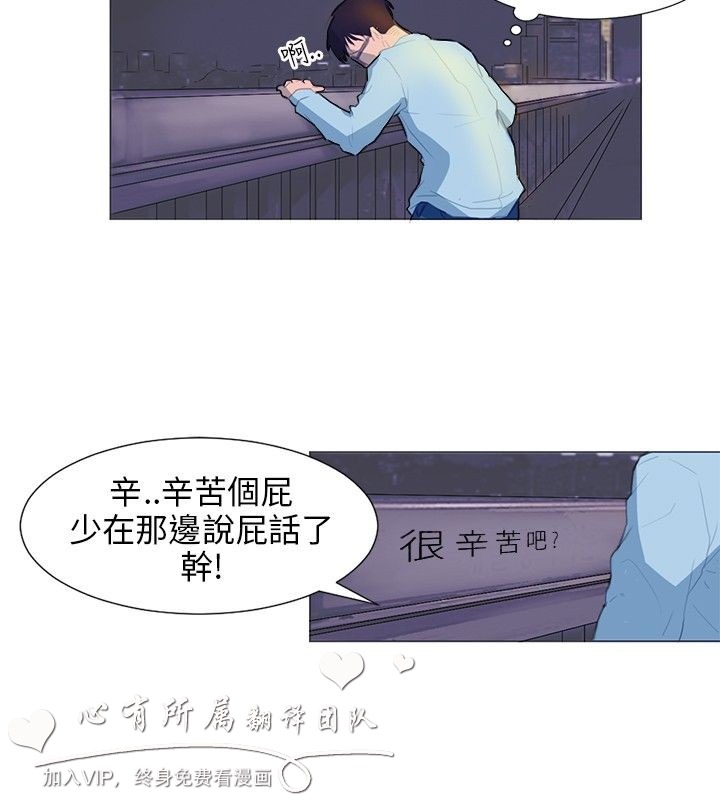 啊..
辛..辛苦個屁
少在那邊說屁話了
幹!
很辛苦吧?
心有所属翻译团队
加入VIP，终身免费看漫画